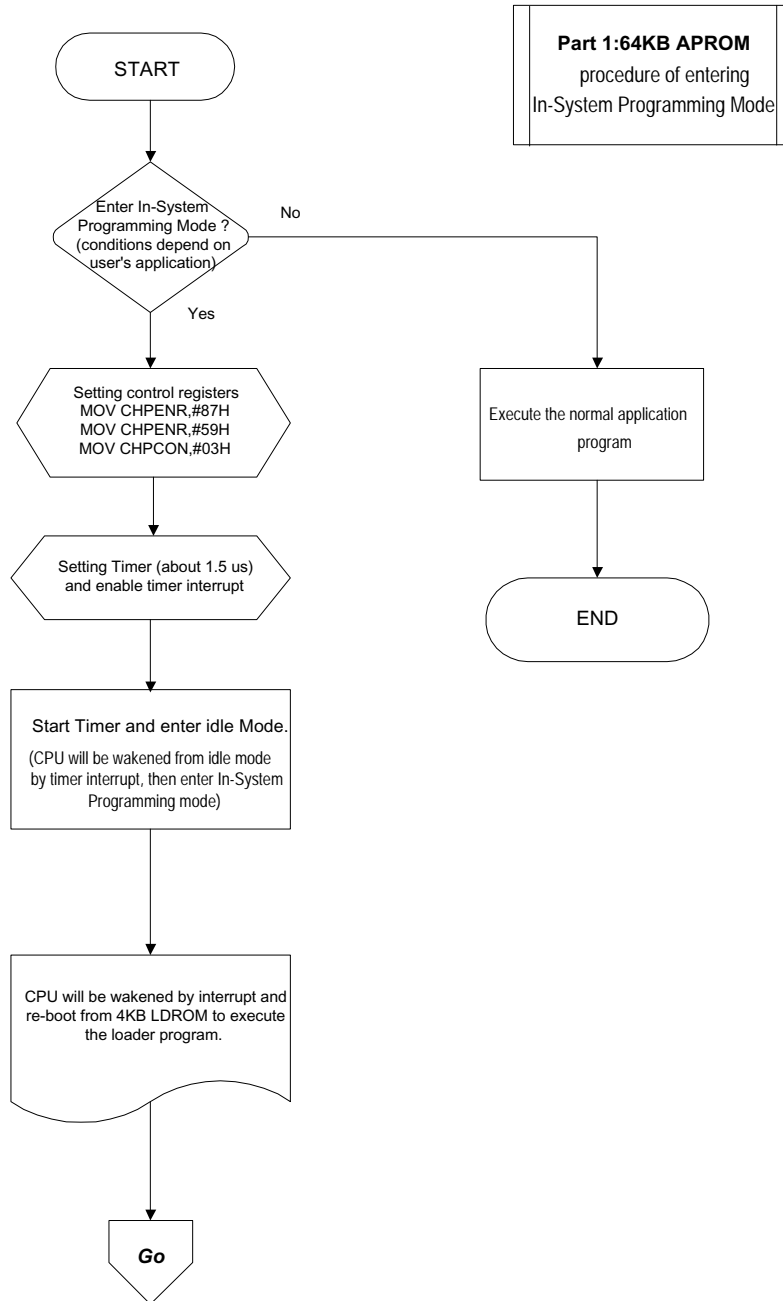 Part 1:64KB APROM
procedure of entering
In-System Programming Mode
START
Enter In-System
Programming Mode ?
(conditions depend on
user's application)
No
Yes
Setting control registers
MOV CHPENR,#87H
MOV CHPENR,#59H
MOV CHPCON,#03H
Execute the normal application
program
Setting Timer (about 1.5 us)
and enable timer interrupt
END
Start Timer and enter idle Mode.
(CPU will be wakened from idle mode
by timer interrupt, then enter In-System
Programming mode)
CPU will be wakened by interrupt and
re-boot from 4KB LDROM to execute
the loader program.
Go